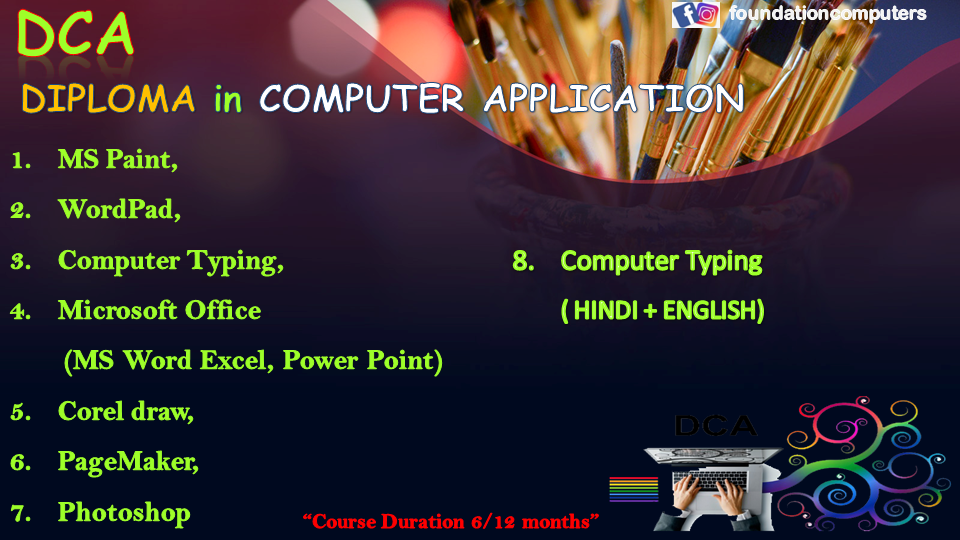 DCA
foundationcomputers
DIPLOMA in COMPUTER APPLICATION
1. MS Paint,
2. WordPad,
3. Computer Typing,
4. Microsoft Office
(MS Word Excel, Power Point)
5. Corel draw,
6. PageMaker,
7. Photoshop
8. Computer Typing
( HINDI + ENGLISH)
DCA
“Course Duration 6/12 months”